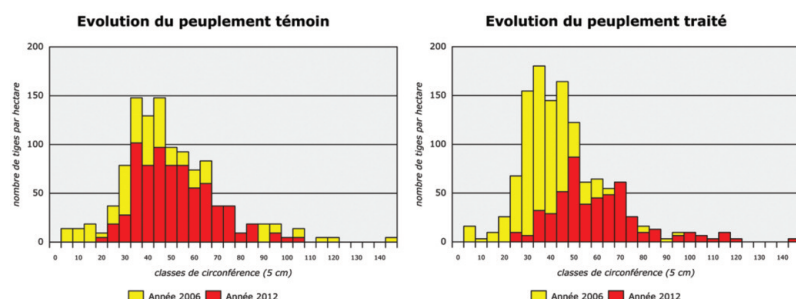 Evolution du peuplement témoin
nombre de tiges par hectare
200
150
100
50
0
0 10 20 30 40 50 60 70 80 90 100 110 120 130 140
classes de circonférence (5 cm)
Année 2006 Année 2012
Evolution du peuplement traité
nombre de tiges par hectare
200
150
100
50
0
0 10 20 30 40 50 60 70 80 90 100 110 120 130 140
classes de circonférence (5 cm)
Année 2006 Année 2012